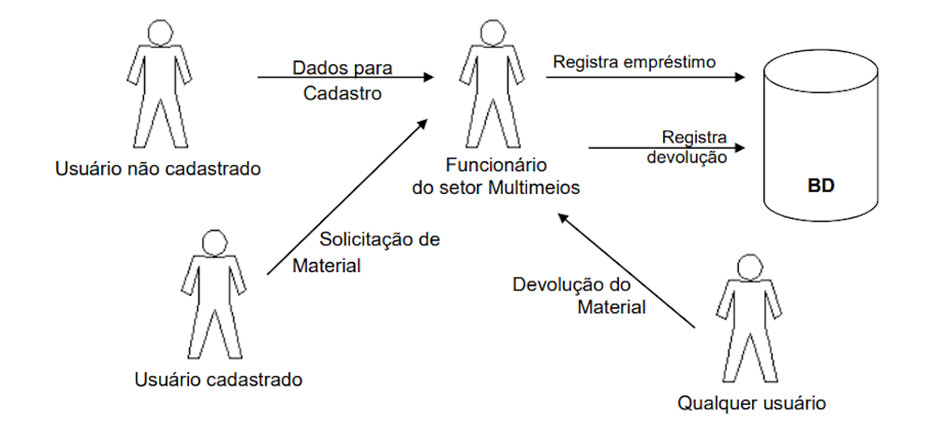 Dados para
Cadastro
Registra empréstimo
Registra
devolução
BD
Usuário não cadastrado
Funcionário
do setor Multimeios
Solicitação de
Material
Devolução do
Material
Usuário cadastrado
Qualquer usuário